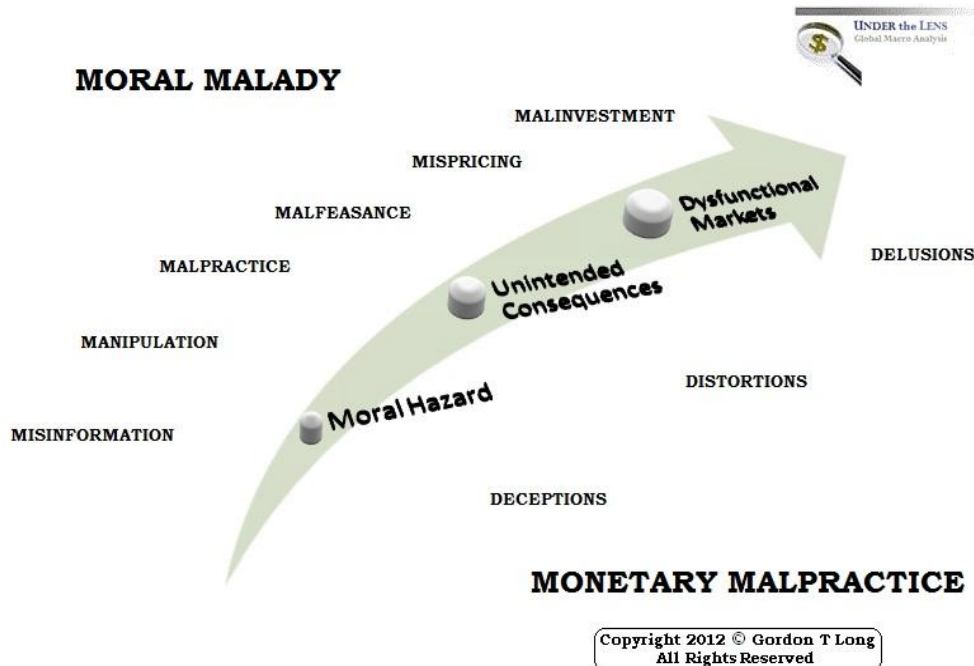 UNDER the LENS
Global Macro Analysis
MORAL MALADY
MALINVESTMENT
MISPRICING
MALFEASANCE
Dysfunctional
Markets
DELUSIONS
MALPRACTICE
Unintended
Consequences
MANIPULATION
DISTORTIONS
Moral Hazard
MISINFORMATION
DECEPTIONS
MONETARY MALPRACTICE
Copyright 2012 © Gordon T Long
All Rights Reserved